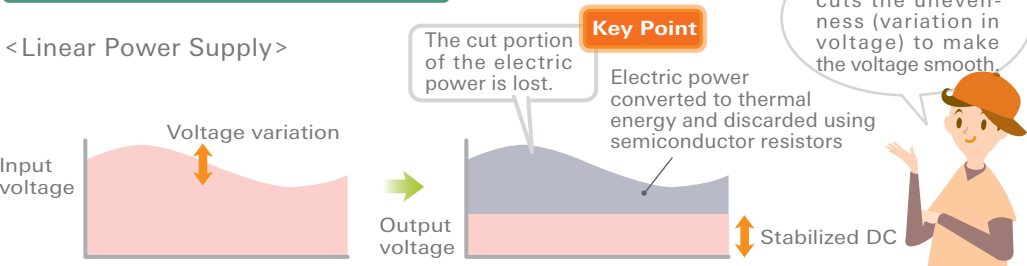 <Linear Power Supply>
Voltage variation
Input
voltage
The cut portion
of the electric
power is lost.
Key Point
Electric power
converted to thermal
energy and discarded using
semiconductor resistors
Output
voltage
Stabilized DC
cuts the uneven-
ness (variation in
voltage) to make
the voltage smooth.